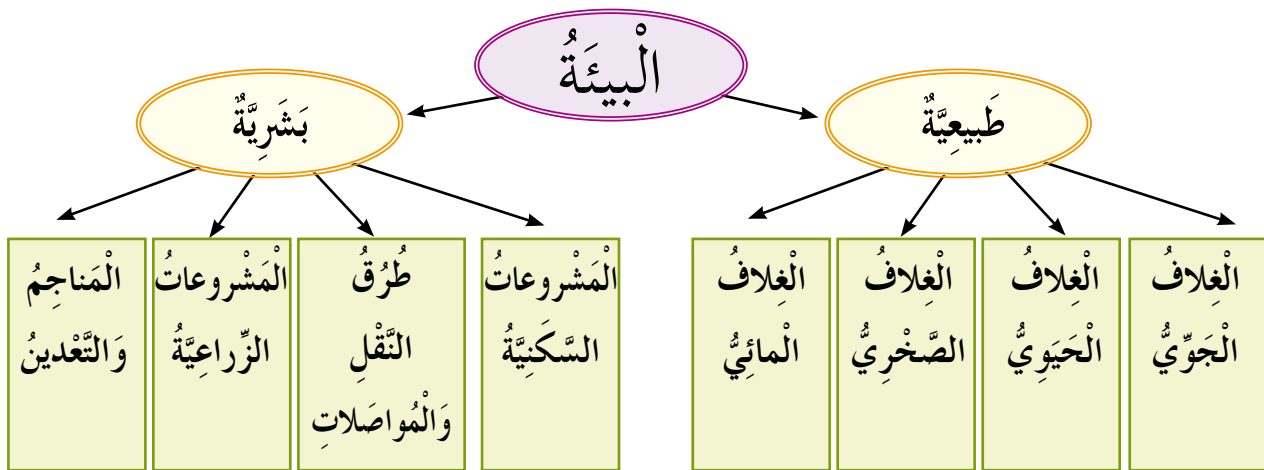 الْبيئَةُ
طَبيعِيَّةٌ
بَشَرِيَّةٌ
الْغِلافُ
الْجَوِّيُّ
الْغِلافُ
الْحَيَوِيُّ
الْغِلافُ
الصَّخْرِيُّ
الْغِلافُ
الْمائِيُّ
الْمَشْروعاتُ
السَّكَنِيَّةُ
طُرُقُ
النَّقْلِ
وَالْمُواصَلاتِ
الْمَشْروعاتُ
الزِّراعِيَّةُ
الْمَناجِمُ
وَالتَّعْدينُ